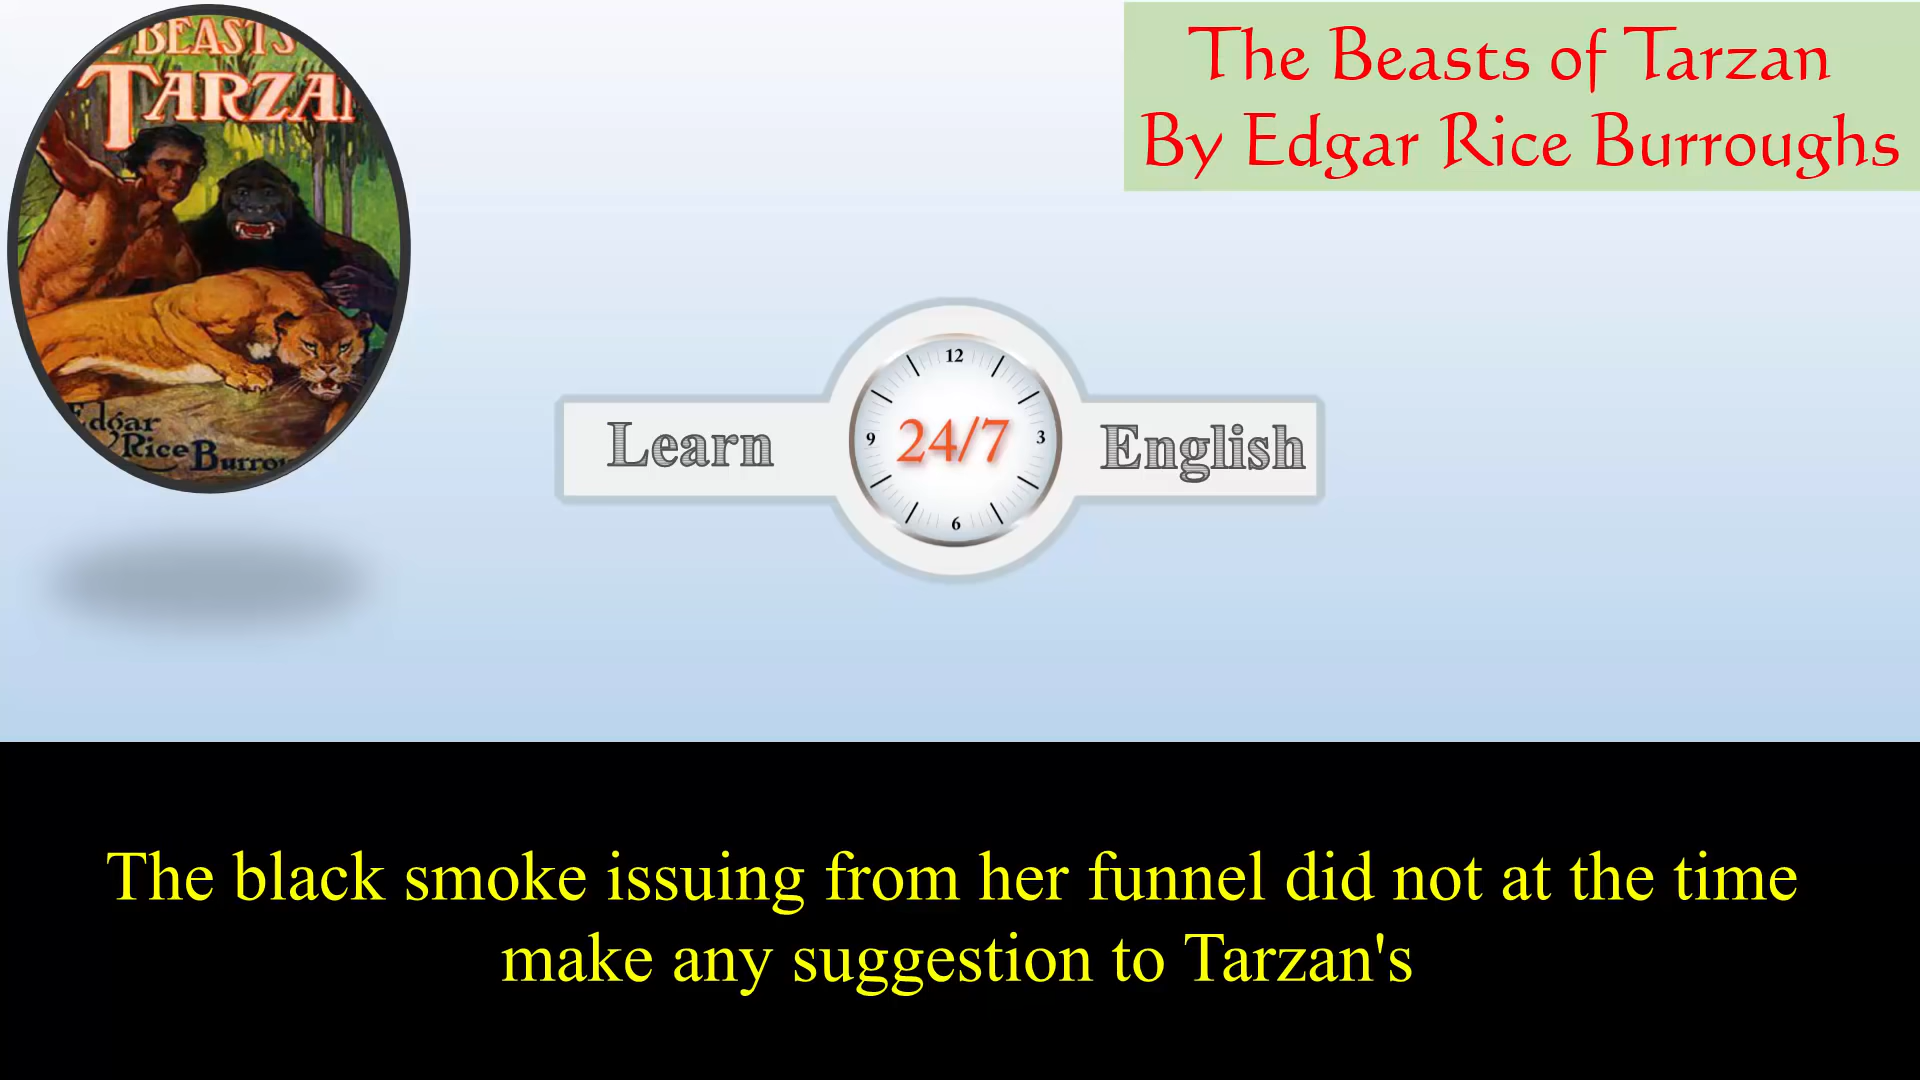 BEASTS
TARZAN
Edgar
Rice Burro
The Beasts of Tarzan
By Edgar Rice Burroughs
Learn
24/7
English
12
9
3
6
The black smoke issuing from her funnel did not at the time
make any suggestion to Tarzan's